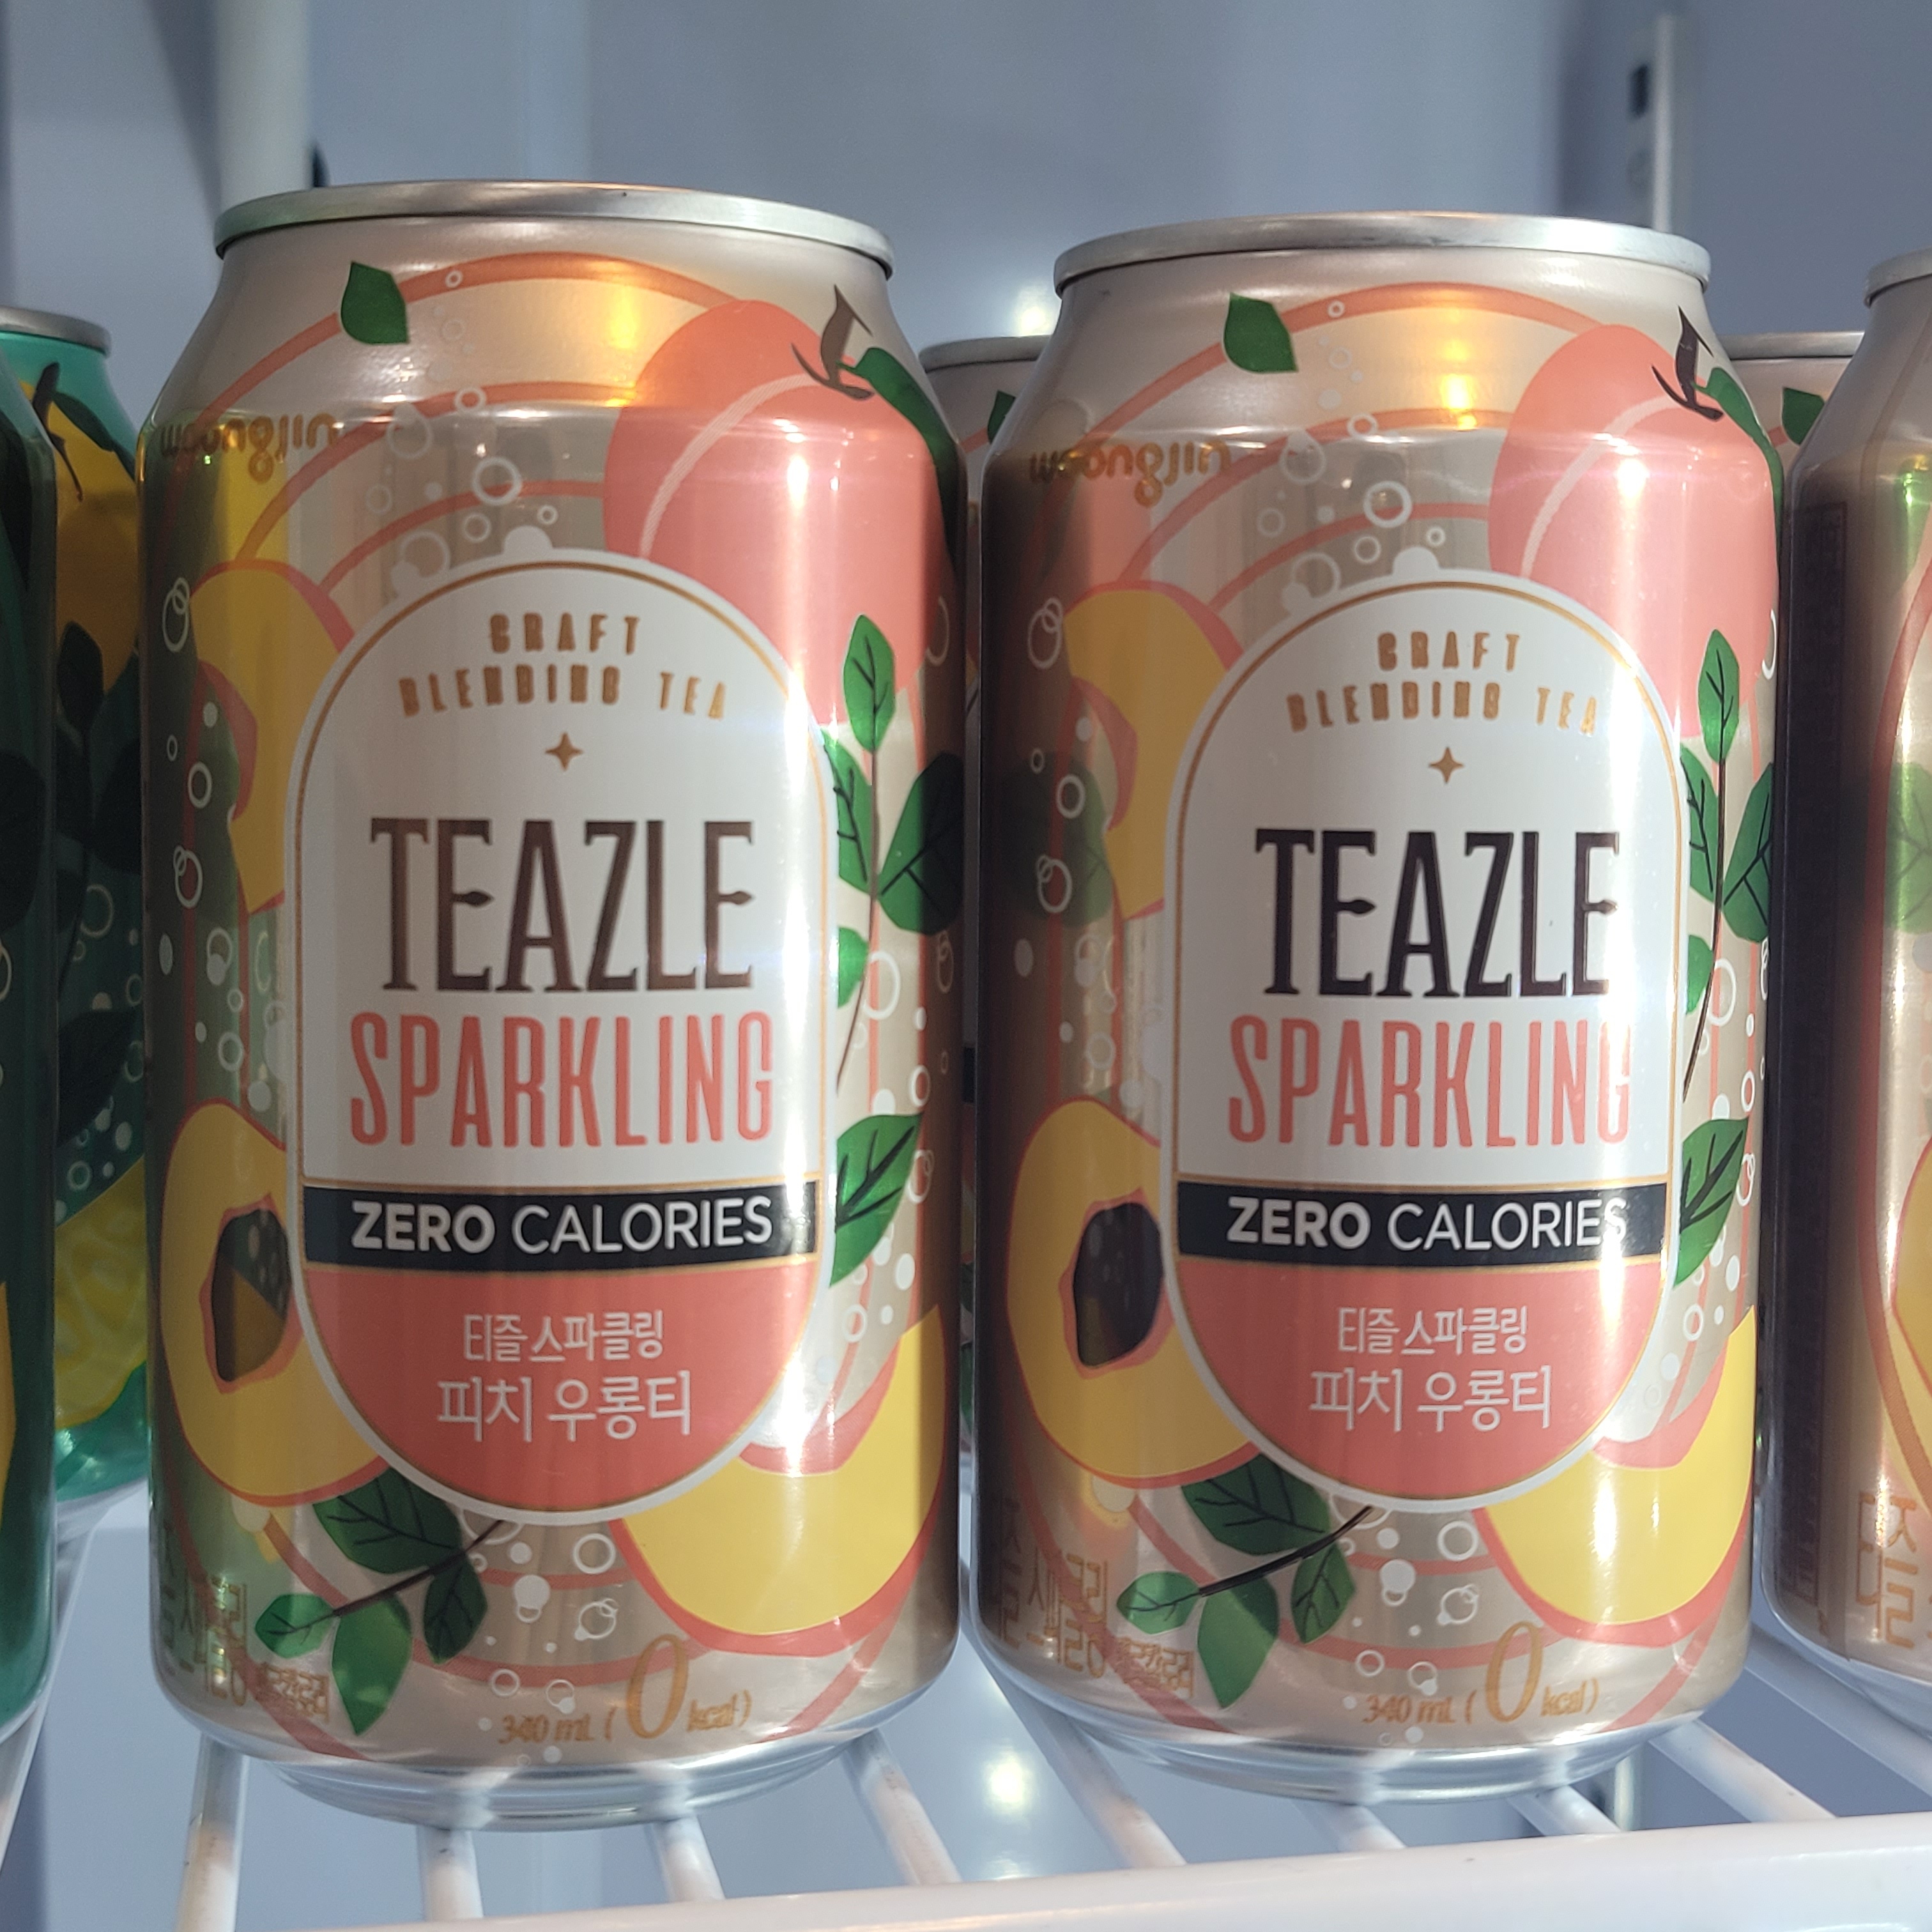 woongjin
CRAFT
BLENDING TEA
TEAZLE
SPARKLING
ZERO CALORIES
티즐 스파클링
피치 우롱티
340 mL ( 0 kcal )
woongjin
CRAFT
BLENDING TEA
TEAZLE
SPARKLING
ZERO CALORIES
티즐 스파클링
피치 우롱티
340 mL ( 0 kcal )